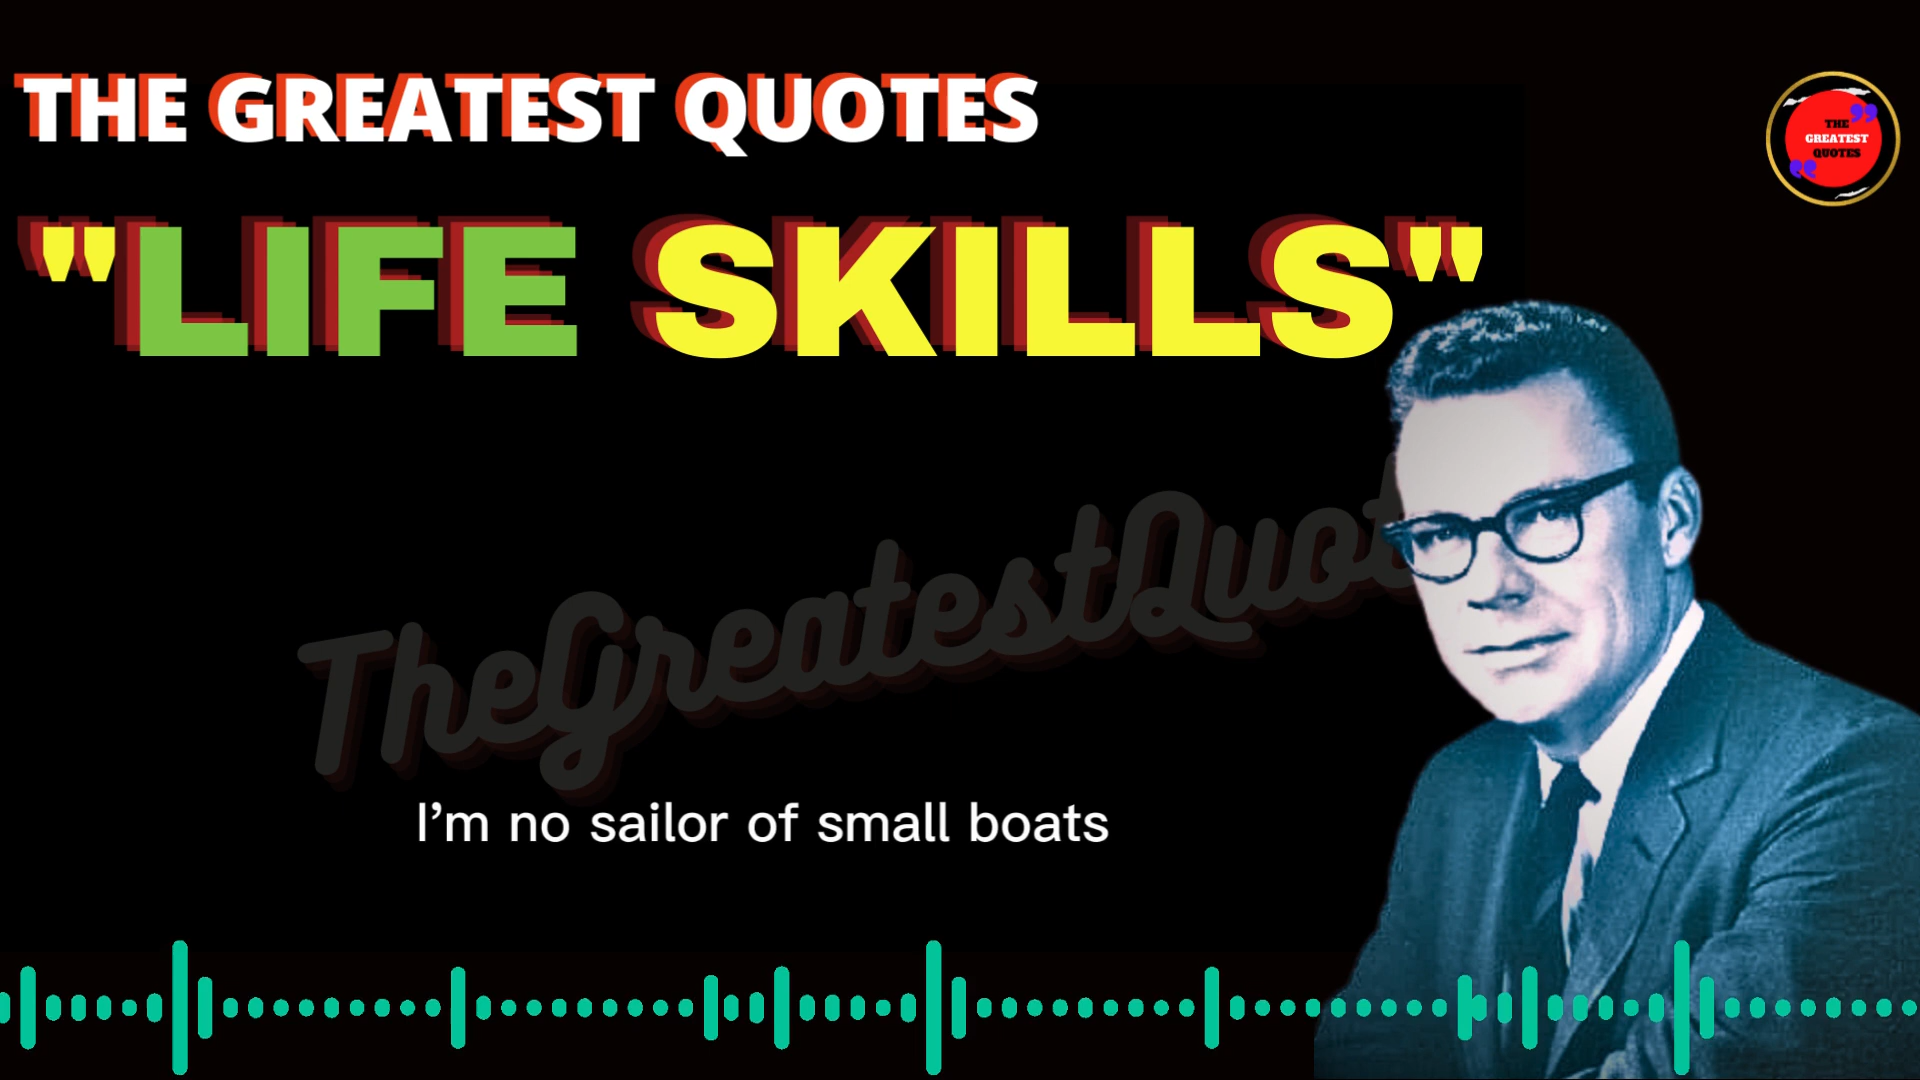 THE GREATEST QUOTES
THE
GREATEST
QUOTES
"LIFE SKILLS"
TheGreatestQuot
I'm no sailor of small boats